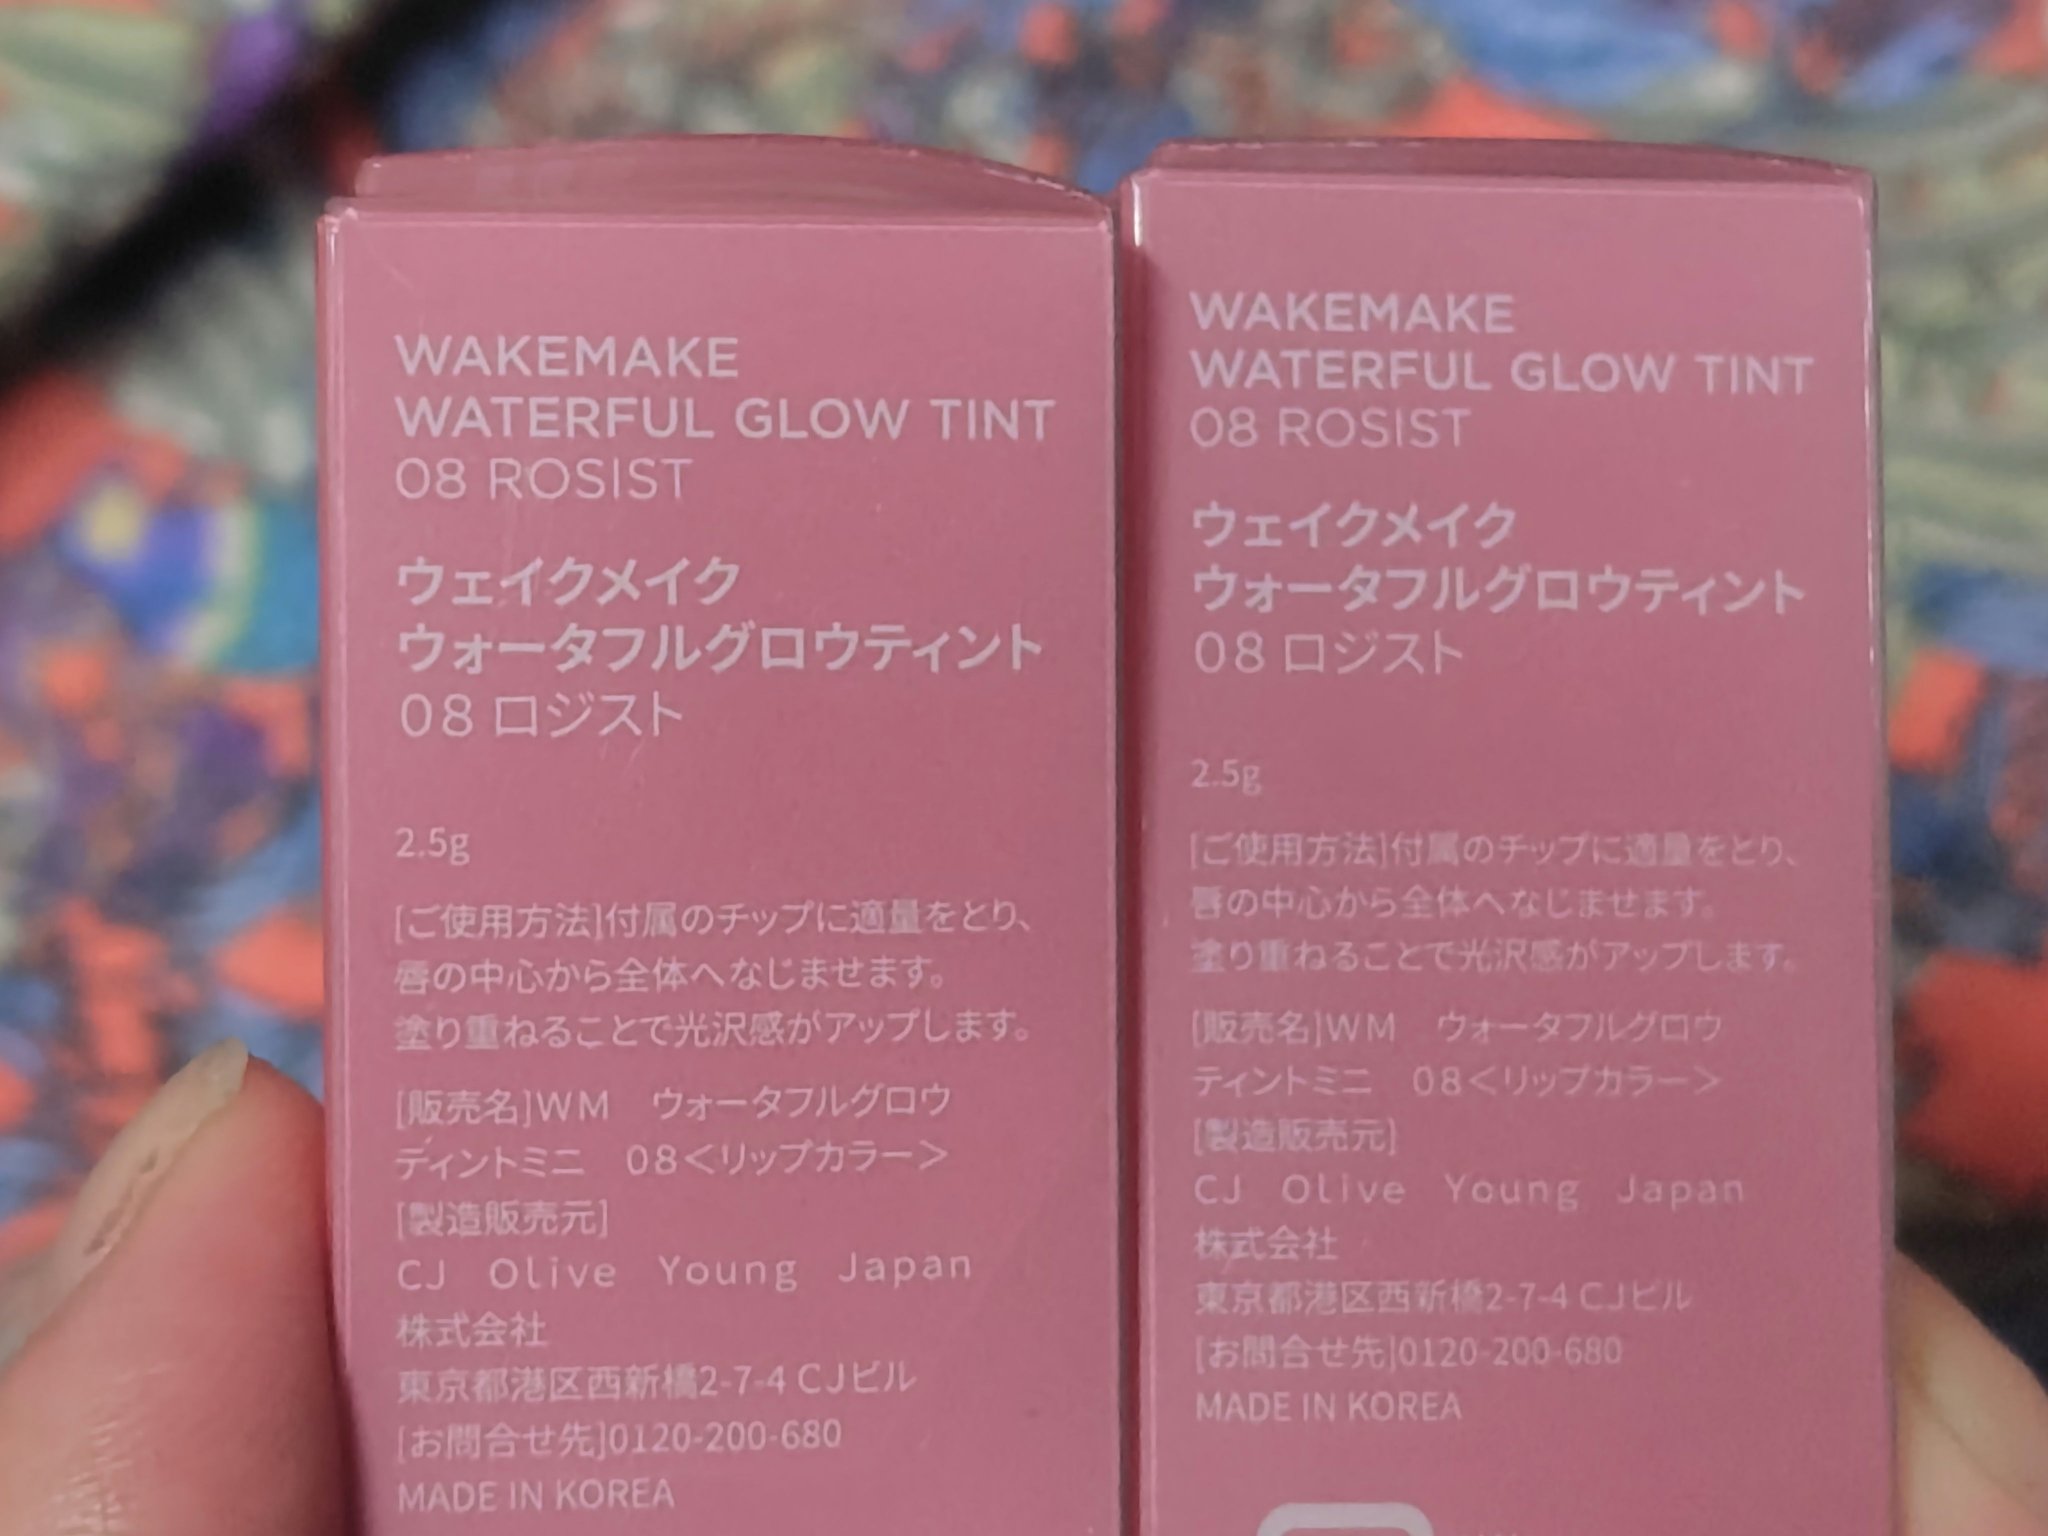 WAKEMAKE
WATERFUL GLOW TINT
08 ROSIST
ウェイクメイク
ウォータフルグロウティント
08 ロジスト
2.5g
[ご使用方法]付属のチップに適量をとり、
唇の中心から全体へなじませます。
塗り重ねることで光沢感がアップします。
[販売名]WM　ウォータフルグロウ
ティントミニ　08＜リップカラー＞
[製造販売元]
CJ　Olive　Young　Japan
株式会社
東京都港区西新橋2-7-4 CJビル
[お問合せ先]0120-200-680
MADE IN KOREA
WAKEMAKE
WATERFUL GLOW TINT
08 ROSIST
ウェイクメイク
ウォータフルグロウティント
08 ロジスト
2.5g
[ご使用方法]付属のチップに適量をとり、
唇の中心から全体へなじませます。
塗り重ねることで光沢感がアップします。
[販売名]WM　ウォータフルグロウ
ティントミニ　08＜リップカラー＞
[製造販売元]
CJ　Olive　Young　Japan
株式会社
東京都港区西新橋2-7-4 CJビル
[お問合せ先]0120-200-680
MADE IN KOREA